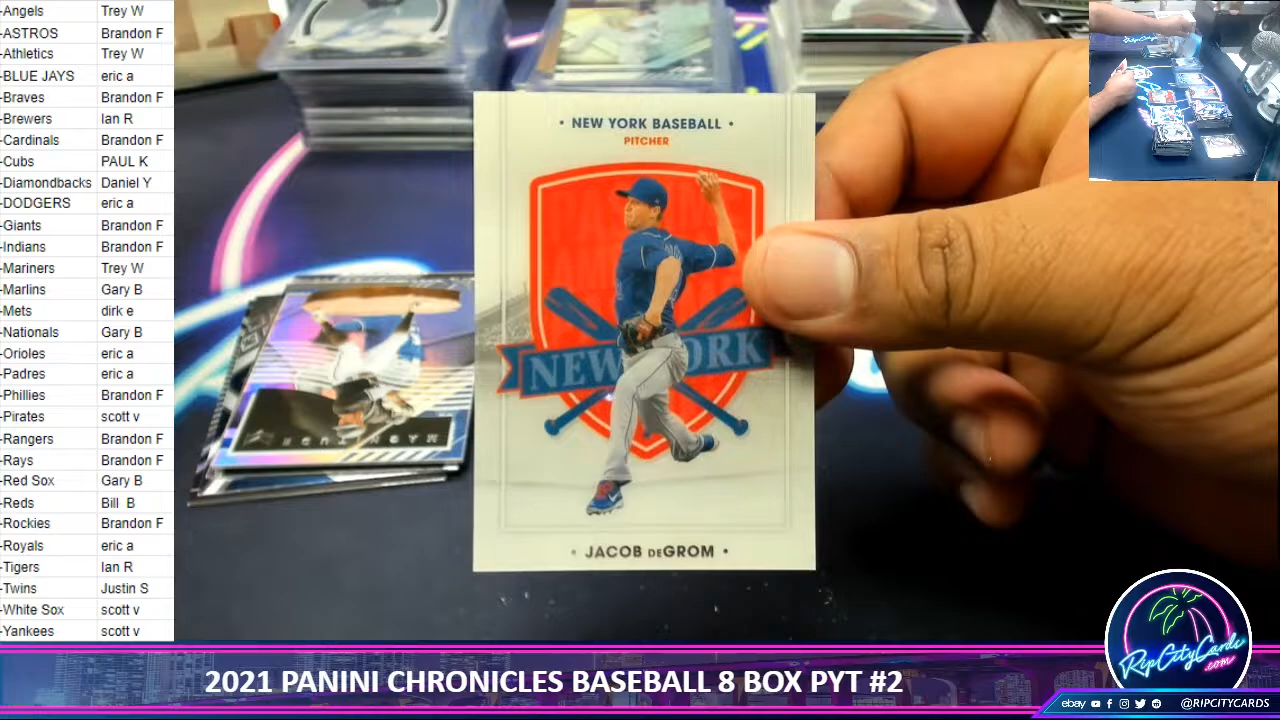 -Angels Trey W
-ASTROS Brandon F
-Athletics Trey W
-BLUE JAYS eric a
-Braves Brandon F
-Brewers Ian R
-Cardinals Brandon F
-Cubs PAUL K
-Diamondbacks Daniel Y
-DODGERS eric a
-Giants Brandon F
-Indians Brandon F
-Mariners Trey W
-Marlins Gary B
-Mets dirk e
-Nationals Gary B
-Orioles eric a
-Padres eric a
-Phillies Brandon F
-Pirates scott v
-Rangers Brandon F
-Rays Brandon F
-Red Sox Gary B
-Reds Bill B
-Rockies Brandon F
-Royals eric a
-Tigers Ian R
-Twins Justin S
-White Sox scott v
-Yankees scott v
• NEW YORK BASEBALL •
PITCHER
NEW YORK
• JACOB DEGROM •
2021 PANINI CHRONICLES BASEBALL 8 BOX PYT #2
RipCityCards
.com
ebay @RIPCITYCARDS